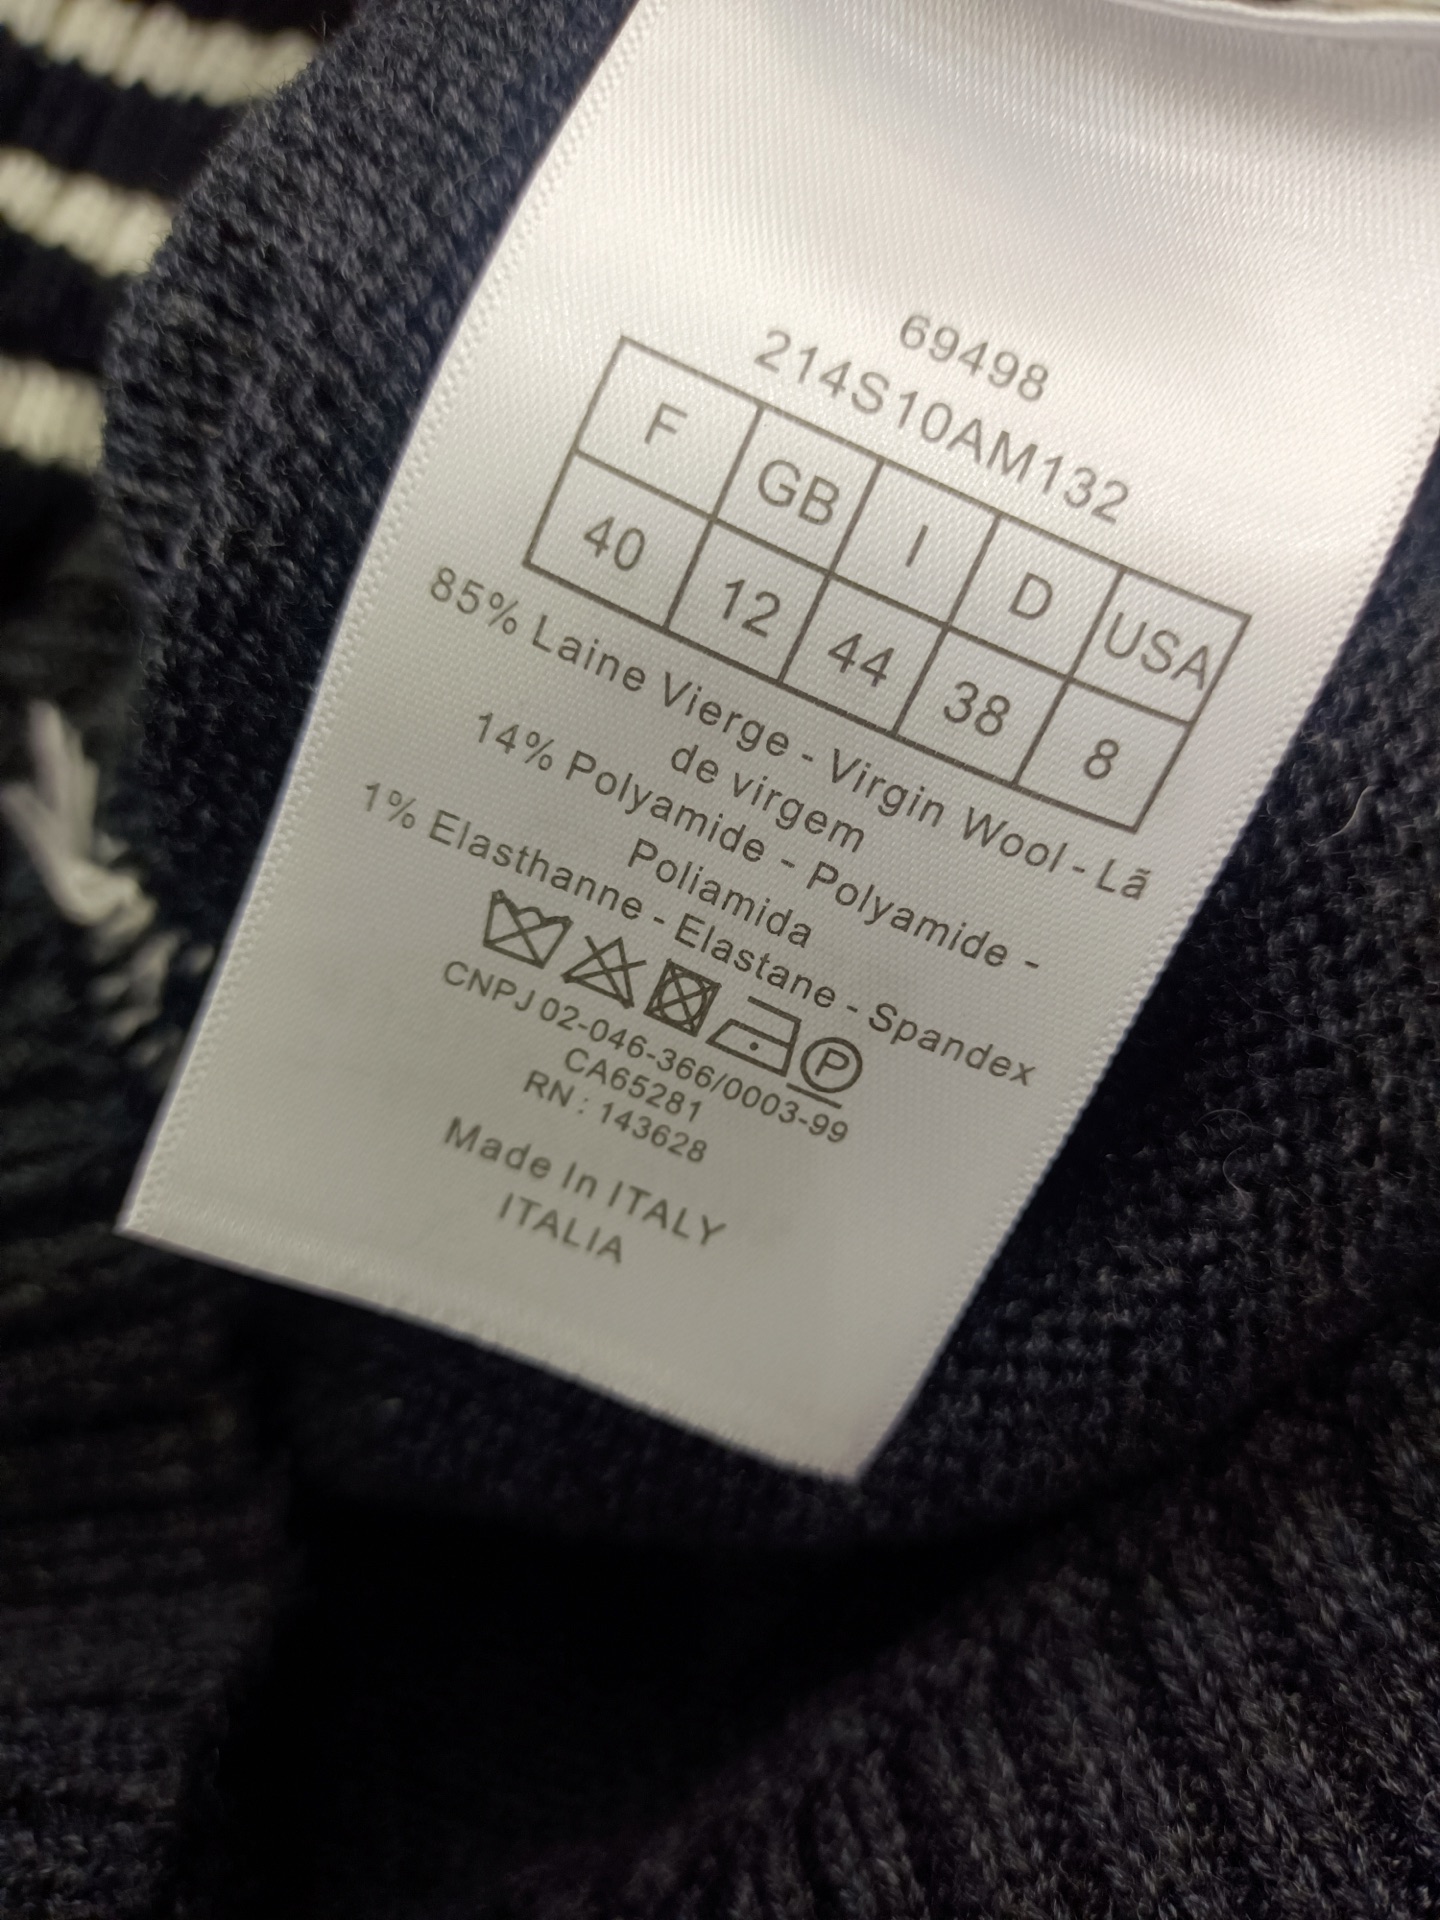 69498
214S10AM132
F GB I D USA
40 12 44 38 8
85% Laine Vierge - Virgin Wool - Lã
de virgem
14% Polyamide - Polyamide -
Poliamida
1% Elasthanne - Elastane - Spandex
P
CNPJ 02-046-366/0003-99
CA65281
RN : 143628
Made In ITALY
ITALIA